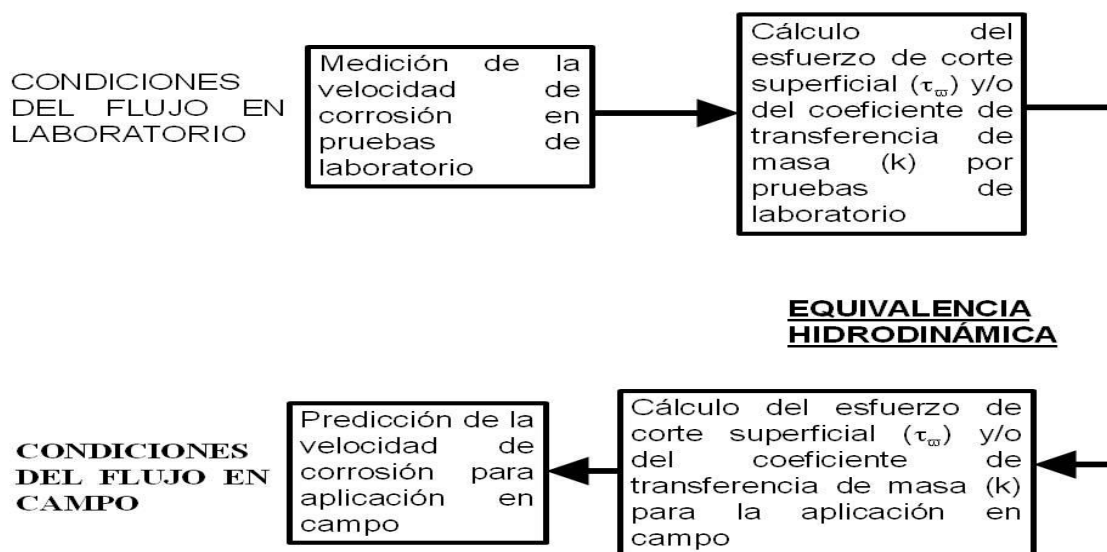 CONDICIONES
DEL FLUJO EN
LABORATORIO
Medición de la
velocidad de
corrosión en
pruebas de
laboratorio
Cálculo del
esfuerzo de corte
superficial (τϖ) y/o
del coeficiente de
transferencia de
masa (k) por
pruebas de
laboratorio
EQUIVALENCIA
HIDRODINÁMICA
CONDICIONES
DEL FLUJO EN
CAMPO
Predicción de la
velocidad de
corrosión para
aplicación en
campo
Cálculo del esfuerzo de
corte superficial (τϖ) y/o
del coeficiente de
transferencia de masa (k)
para la aplicación en
campo